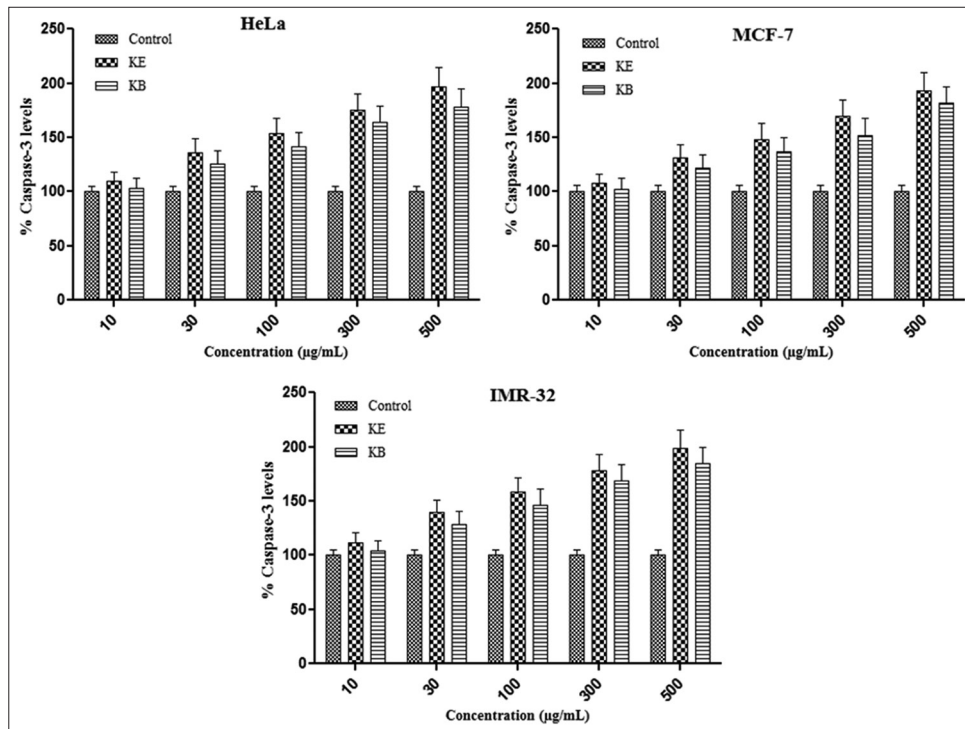 HeLa
250
200
150
100
50
0
% Caspase-3 levels
Control
KE
KB
10
30
100
300
500
Concentration (µg/mL)
MCF-7
250
200
150
100
50
0
% Caspase-3 levels
Control
KE
KB
10
30
100
300
500
Concentration (µg/mL)
IMR-32
250
200
150
100
50
0
% Caspase-3 levels
Control
KE
KB
10
30
100
300
500
Concentration (µg/mL)